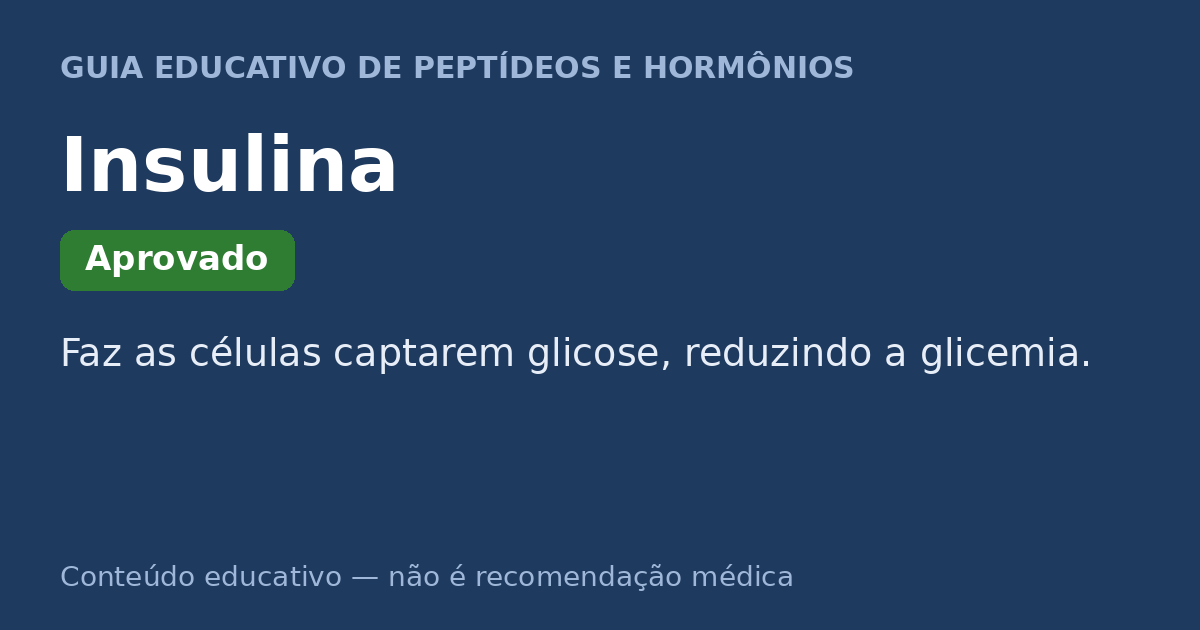 GUIA EDUCATIVO DE PEPTÍDEOS E HORMÔNIOS
Insulina
Aprovado
Faz as células captarem glicose, reduzindo a glicemia.
Conteúdo educativo — não é recomendação médica